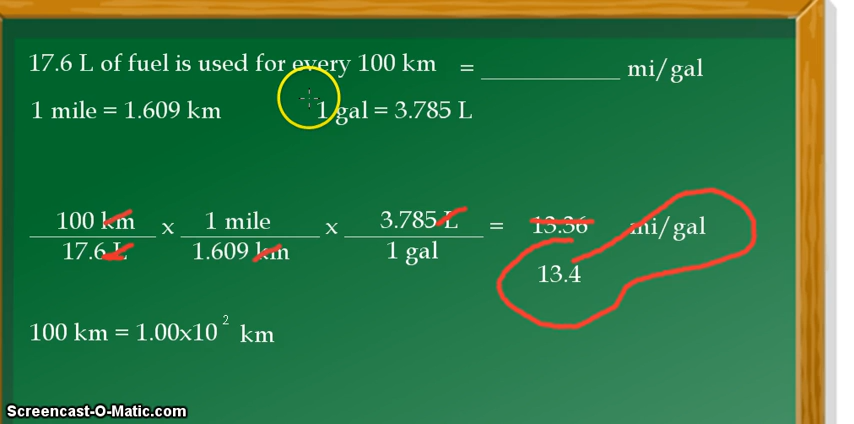 17.6 L of fuel is used for every 100 km = ____________ mi/gal
1 mile = 1.609 km 1 gal = 3.785 L
100 km x 1 mile x 3.785 L = 13.36 mi/gal
17.6 L 1.609 km 1 gal
13.4
100 km = 1.00x10² km
Screencast-O-Matic.com